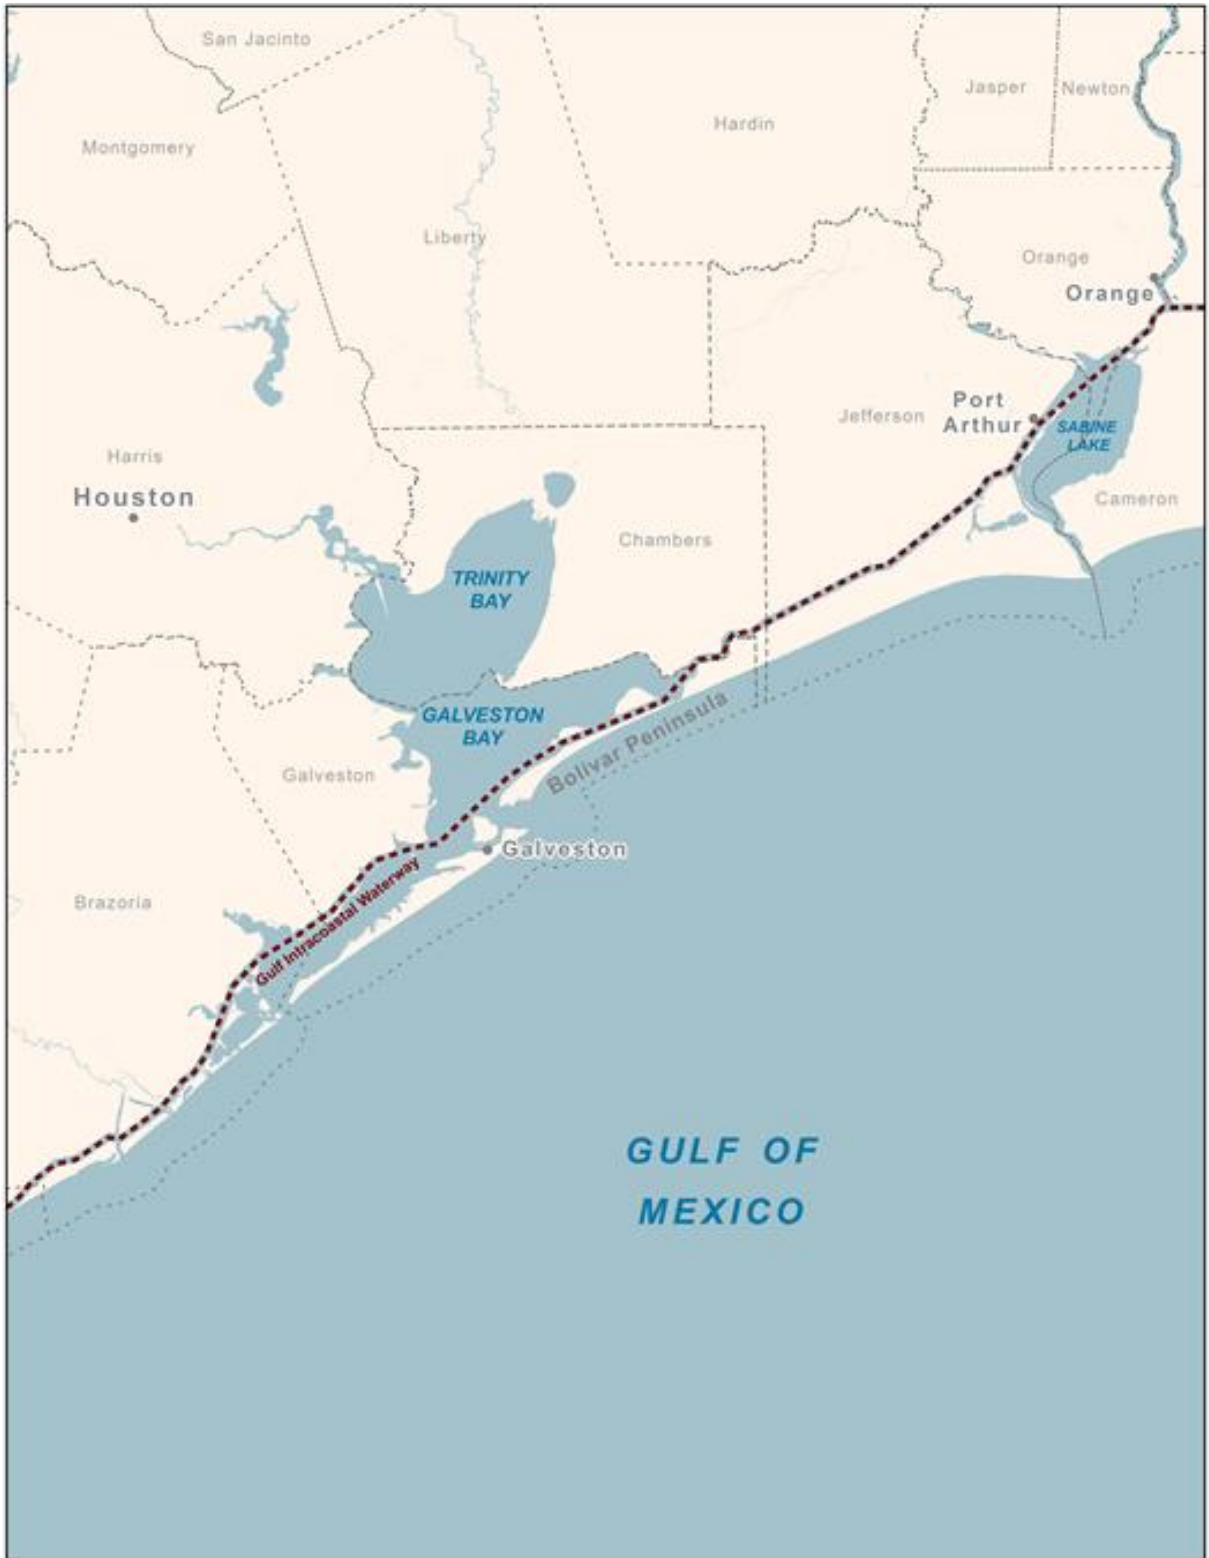 San Jacinto
Jasper
Newton
Hardin
Montgomery
Liberty
Orange
Orange
Port
Arthur
Jefferson
SABINE
LAKE
Harris
Houston
Cameron
Chambers
TRINITY
BAY
GALVESTON
BAY
Bolivar Peninsula
Galveston
Galveston
Gulf Intracoastal Waterway
Brazoria
GULF OF
MEXICO